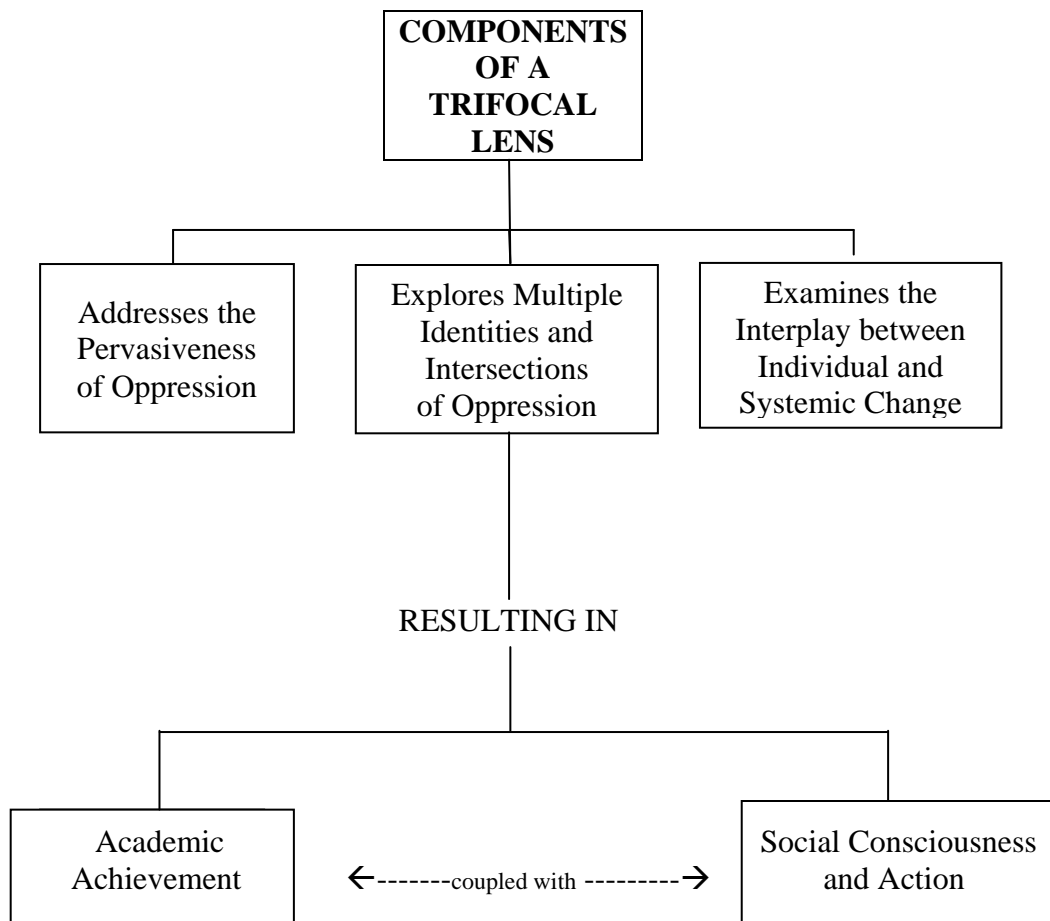 COMPONENTS
OF A
TRIFOCAL
LENS
Addresses the
Pervasiveness
of Oppression
Explores Multiple
Identities and
Intersections
of Oppression
Examines the
Interplay between
Individual and
Systemic Change
RESULTING IN
Academic
Achievement
←-------coupled with ---------→
Social Consciousness
and Action